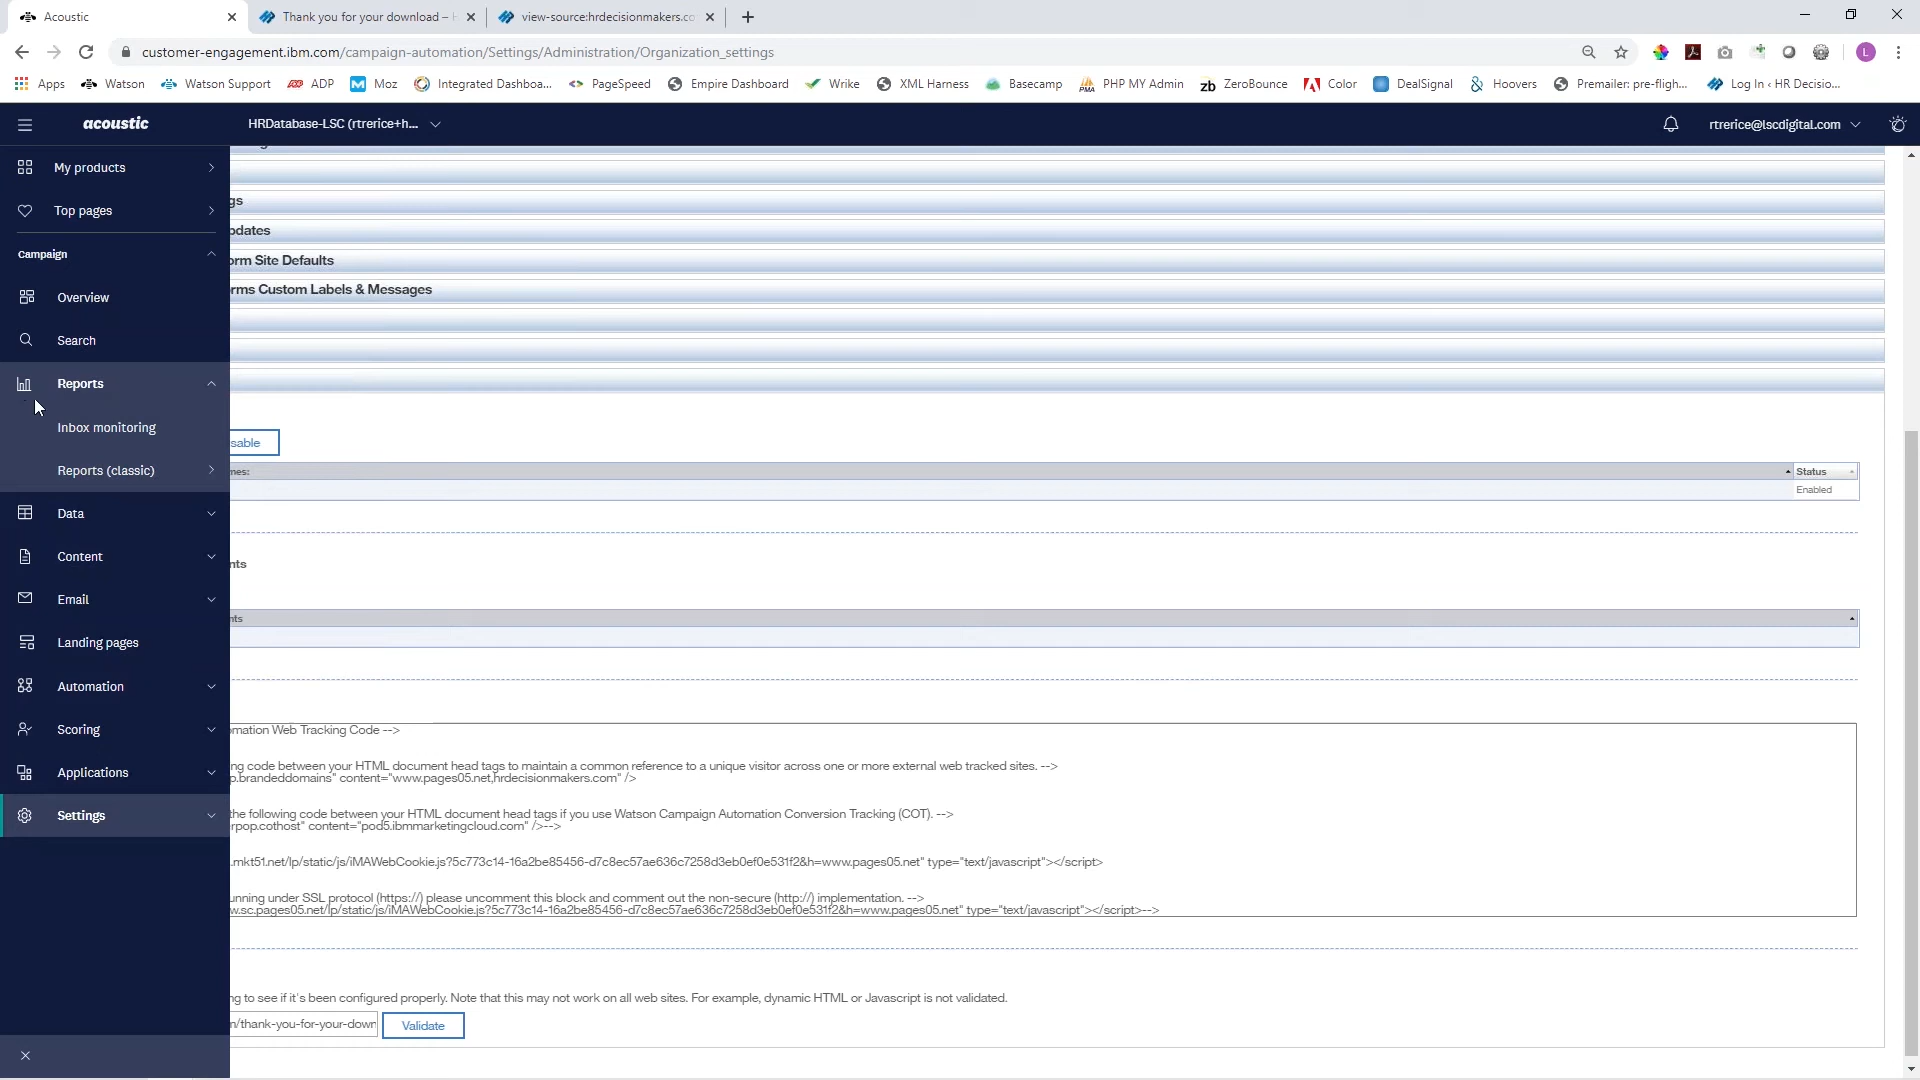 Acoustic
Thank you for your download – H
view-source:hrdecisionmakers.co
customer-engagement.ibm.com/campaign-automation/Settings/Administration/Organization_settings
L
Apps
Watson
Watson Support
ADP
Moz
Integrated Dashboa...
PageSpeed
Empire Dashboard
Wrike
XML Harness
Basecamp
PHP MY Admin
zb ZeroBounce
Color
DealSignal
Hoovers
Premailer: pre-fligh...
Log In ‹ HR Decisio...
acoustic
HRDatabase-LSC (rtrerice+h...
rtrerice@lscdigital.com
My products
Top pages
Campaign
Overview
Search
Reports
Inbox monitoring
Reports (classic)
Data
Content
Email
Landing pages
Automation
Scoring
Applications
Settings
gs
pdates
orm Site Defaults
rms Custom Labels & Messages
sable
mes:
Status
Enabled
nts
nts
omation Web Tracking Code -->
ng code between your HTML document head tags to maintain a common reference to a unique visitor across one or more external web tracked sites. -->
p.brandeddomains" content="www.pages05.net,hrdecisionmakers.com" />
the following code between your HTML document head tags if you use Watson Campaign Automation Conversion Tracking (COT). -->
rpop.cothost" content="pod5.ibmmarketingcloud.com" />-->
.mkt51.net/lp/static/js/iMAWebCookie.js?5c773c14-16a2be85456-d7c8ec57ae636c7258d3eb0ef0e531f2&h=www.pages05.net" type="text/javascript"></script>
unning under SSL protocol (https://) please uncomment this block and comment out the non-secure (http://) implementation. -->
w.sc.pages05.net/lp/static/js/iMAWebCookie.js?5c773c14-16a2be85456-d7c8ec57ae636c7258d3eb0ef0e531f2&h=www.pages05.net" type="text/javascript"></script>-->
ng to see if it's been configured properly. Note that this may not work on all web sites. For example, dynamic HTML or Javascript is not validated.
m/thank-you-for-your-down
Validate